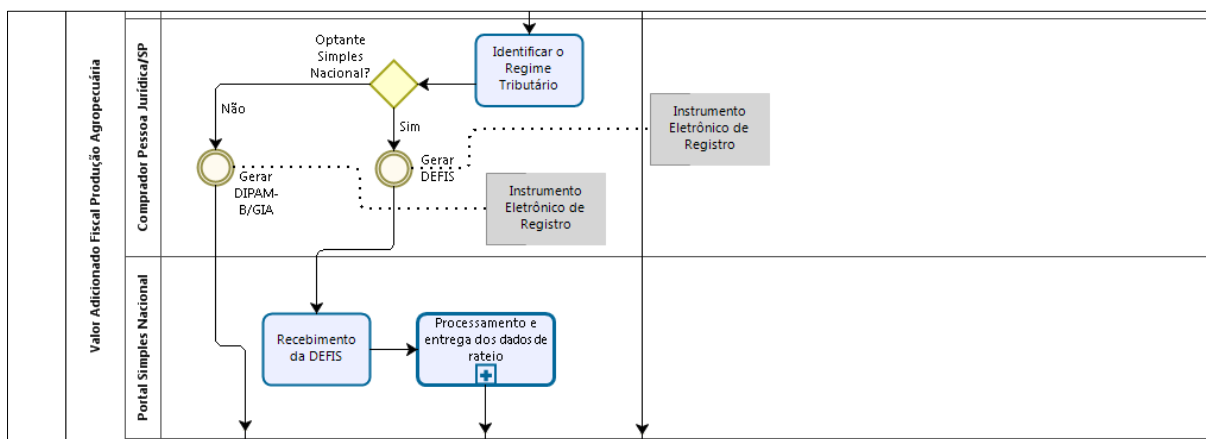 Valor Adicionado Fiscal Produção Agropecuária
Comprador Pessoa Jurídica/SP
Optante
Simples
Nacional?
Identificar o
Regime
Tributário
Não
Sim
Gerar
DIPAM-
B/GIA
Gerar
DEFIS
Instrumento
Eletrônico de
Registro
Instrumento
Eletrônico de
Registro
Portal Simples Nacional
Recebimento
da DEFIS
Processamento e
entrega dos dados de
rateio